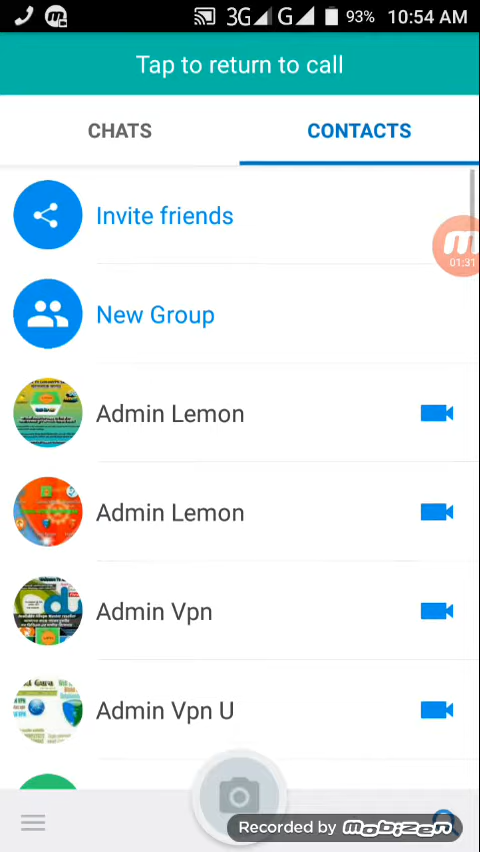 3G G 93% 10:54 AM
Tap to return to call
CHATS CONTACTS
Invite friends
01:31
New Group
Admin Lemon
Admin Lemon
Admin Vpn
Admin Vpn U
Recorded by mobizen